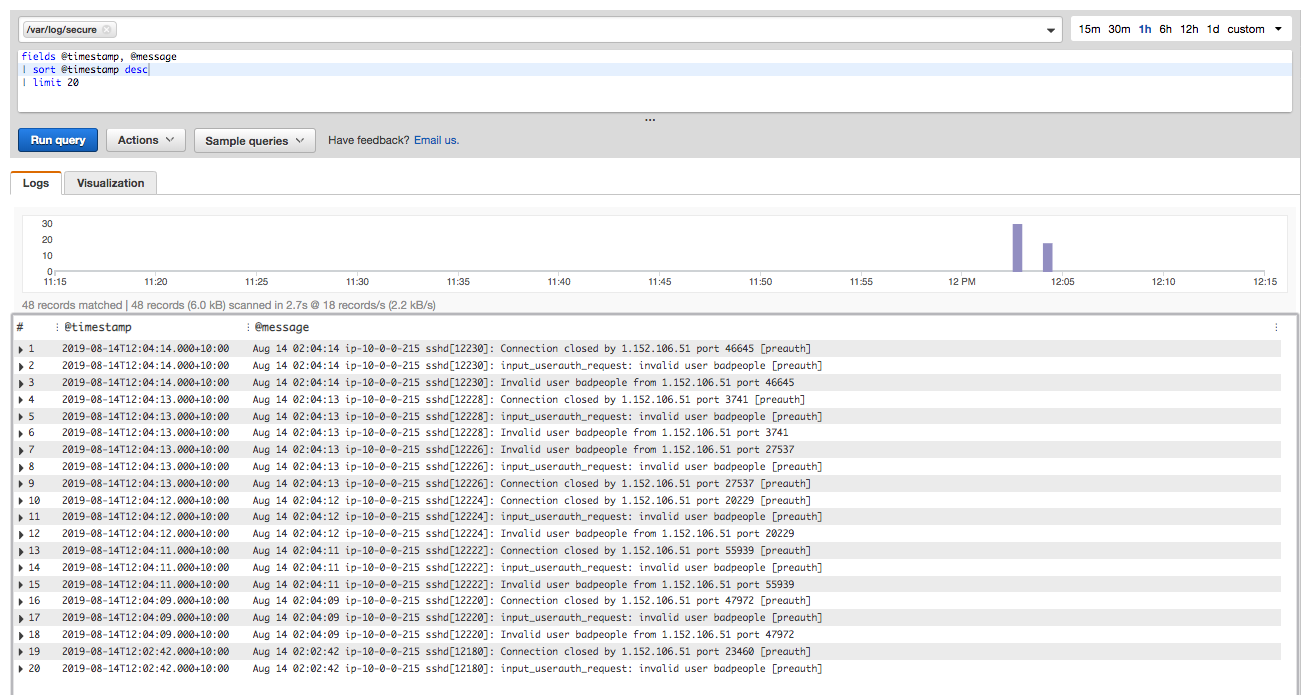 /var/log/secure
15m 30m 1h 6h 12h 1d custom
fields @timestamp, @message
| sort @timestamp desc
| limit 20
Run query Actions Sample queries Have feedback? Email us.
Logs Visualization
30
20
10
0
11:15 11:20 11:25 11:30 11:35 11:40 11:45 11:50 11:55 12 PM 12:05 12:10 12:15
48 records matched | 48 records (6.0 kB) scanned in 2.7s @ 18 records/s (2.2 kB/s)
# @timestamp @message
1 2019-08-14T12:04:14.000+10:00 Aug 14 02:04:14 ip-10-0-0-215 sshd[12230]: Connection closed by 1.152.106.51 port 46645 [preauth]
2 2019-08-14T12:04:14.000+10:00 Aug 14 02:04:14 ip-10-0-0-215 sshd[12230]: input_userauth_request: invalid user badpeople [preauth]
3 2019-08-14T12:04:14.000+10:00 Aug 14 02:04:14 ip-10-0-0-215 sshd[12230]: Invalid user badpeople from 1.152.106.51 port 46645
4 2019-08-14T12:04:13.000+10:00 Aug 14 02:04:13 ip-10-0-0-215 sshd[12228]: Connection closed by 1.152.106.51 port 3741 [preauth]
5 2019-08-14T12:04:13.000+10:00 Aug 14 02:04:13 ip-10-0-0-215 sshd[12228]: input_userauth_request: invalid user badpeople [preauth]
6 2019-08-14T12:04:13.000+10:00 Aug 14 02:04:13 ip-10-0-0-215 sshd[12228]: Invalid user badpeople from 1.152.106.51 port 3741
7 2019-08-14T12:04:13.000+10:00 Aug 14 02:04:13 ip-10-0-0-215 sshd[12226]: Invalid user badpeople from 1.152.106.51 port 27537
8 2019-08-14T12:04:13.000+10:00 Aug 14 02:04:13 ip-10-0-0-215 sshd[12226]: input_userauth_request: invalid user badpeople [preauth]
9 2019-08-14T12:04:13.000+10:00 Aug 14 02:04:13 ip-10-0-0-215 sshd[12226]: Connection closed by 1.152.106.51 port 27537 [preauth]
10 2019-08-14T12:04:12.000+10:00 Aug 14 02:04:12 ip-10-0-0-215 sshd[12224]: Connection closed by 1.152.106.51 port 20229 [preauth]
11 2019-08-14T12:04:12.000+10:00 Aug 14 02:04:12 ip-10-0-0-215 sshd[12224]: input_userauth_request: invalid user badpeople [preauth]
12 2019-08-14T12:04:12.000+10:00 Aug 14 02:04:12 ip-10-0-0-215 sshd[12224]: Invalid user badpeople from 1.152.106.51 port 20229
13 2019-08-14T12:04:11.000+10:00 Aug 14 02:04:11 ip-10-0-0-215 sshd[12222]: Connection closed by 1.152.106.51 port 55939 [preauth]
14 2019-08-14T12:04:11.000+10:00 Aug 14 02:04:11 ip-10-0-0-215 sshd[12222]: input_userauth_request: invalid user badpeople [preauth]
15 2019-08-14T12:04:11.000+10:00 Aug 14 02:04:11 ip-10-0-0-215 sshd[12222]: Invalid user badpeople from 1.152.106.51 port 55939
16 2019-08-14T12:04:09.000+10:00 Aug 14 02:04:09 ip-10-0-0-215 sshd[12220]: Connection closed by 1.152.106.51 port 47972 [preauth]
17 2019-08-14T12:04:09.000+10:00 Aug 14 02:04:09 ip-10-0-0-215 sshd[12220]: input_userauth_request: invalid user badpeople [preauth]
18 2019-08-14T12:04:09.000+10:00 Aug 14 02:04:09 ip-10-0-0-215 sshd[12220]: Invalid user badpeople from 1.152.106.51 port 47972
19 2019-08-14T12:02:42.000+10:00 Aug 14 02:02:42 ip-10-0-0-215 sshd[12180]: Connection closed by 1.152.106.51 port 23460 [preauth]
20 2019-08-14T12:02:42.000+10:00 Aug 14 02:02:42 ip-10-0-0-215 sshd[12180]: input_userauth_request: invalid user badpeople [preauth]